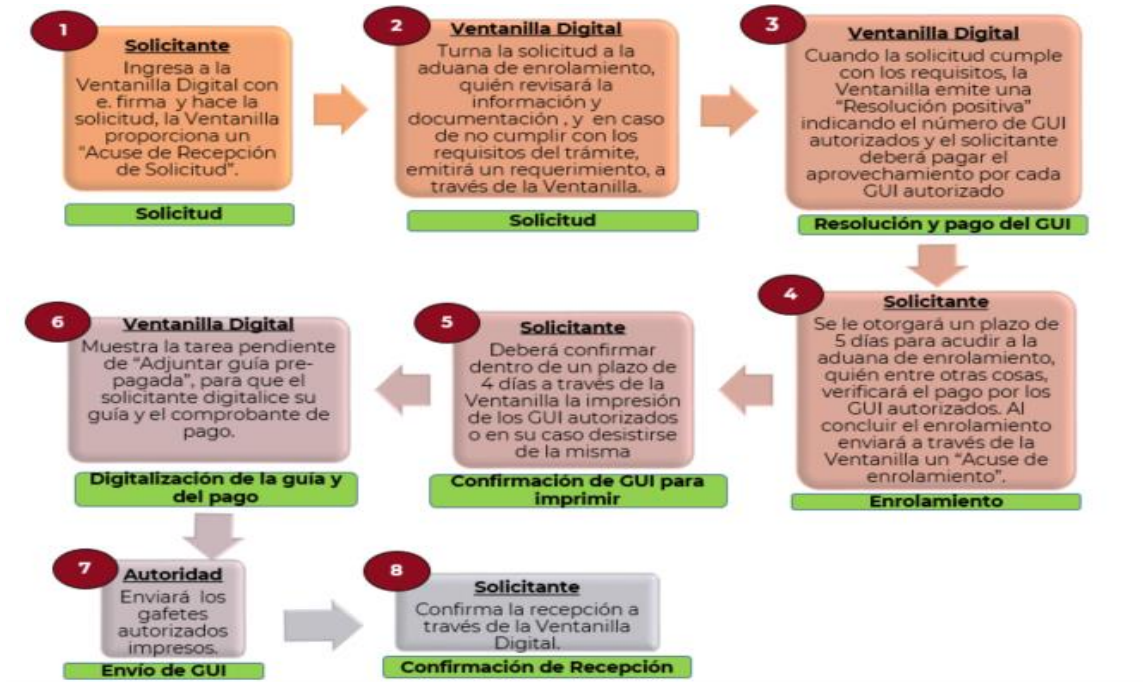 1
Solicitante
Ingresa a la
Ventanilla Digital con
e. firma y hace la
solicitud, la Ventanilla
proporciona un
"Acuse de Recepción
de Solicitud".
Solicitud
2
Ventanilla Digital
Turna la solicitud a la
aduana de enrolamiento,
quién revisará la
información y
documentación , y en caso
de no cumplir con los
requisitos del trámite,
emitirá un requerimiento, a
través de la Ventanilla.
Solicitud
3
Ventanilla Digital
Cuando la solicitud cumple
con los requisitos, la
Ventanilla emite una
"Resolución positiva"
indicando el número de GUI
autorizados y el solicitante
deberá pagar el
aprovechamiento por cada
GUI autorizado
Resolución y pago del GUI
4
Solicitante
Se le otorgará un plazo de
5 días para acudir a la
aduana de enrolamiento,
quién entre otras cosas,
verificará el pago por los
GUI autorizados. Al
concluir el enrolamiento
enviará a través de la
Ventanilla un "Acuse de
enrolamiento".
Enrolamiento
5
Solicitante
Deberá confirmar
dentro de un plazo de
4 días a través de la
Ventanilla la impresión
de los GUI autorizados
o en su caso desistirse
de la misma
Confirmación de GUI para
imprimir
6
Ventanilla Digital
Muestra la tarea pendiente
de "Adjuntar guía pre-
pagada", para que el
solicitante digitalice su
guía y el comprobante de
pago.
Digitalización de la guía y
del pago
7
Autoridad
Enviará los
gafetes
autorizados
impresos.
Envío de GUI
8
Solicitante
Confirma la recepción a
través de la Ventanilla
Digital.
Confirmación de Recepción